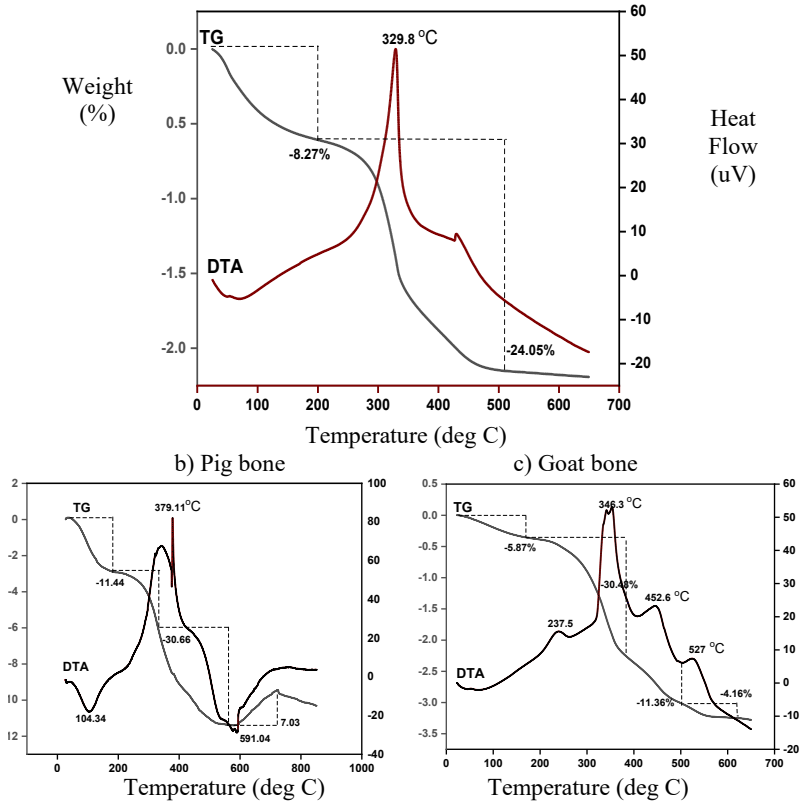 60
TG
329.8 °C
0.0
50
Weight
(%)
40
0.5
-8.27%
30
Heat
Flow
(uV)
-1.0
20
10
-1.5
DTA
0
-10
-2.0
-24.05%
-20
0 100 200 300 400 500 600 700
Temperature (deg C)
b) Pig bone
c) Goat bone
2
0
-2
-4
-6
-8
10
12
TG
379.11°C
-11.44
-30.66
DTA
104.34
591.04
7.03
100
80
60
40
20
0
-20
-40
0 200 400 600 800 1000
Temperature (deg C)
0.5
0.0
-0.5
-1.0
-1.5
-2.0
-2.5
-3.0
-3.5
TG
346.3 °C
-5.87%
-30.48%
452.6 °C
237.5
527 °C
DTA
-11.36%
-4.16%
60
50
40
30
20
10
0
-10
-20
0 100 200 300 400 500 600 700
Temperature (deg C)